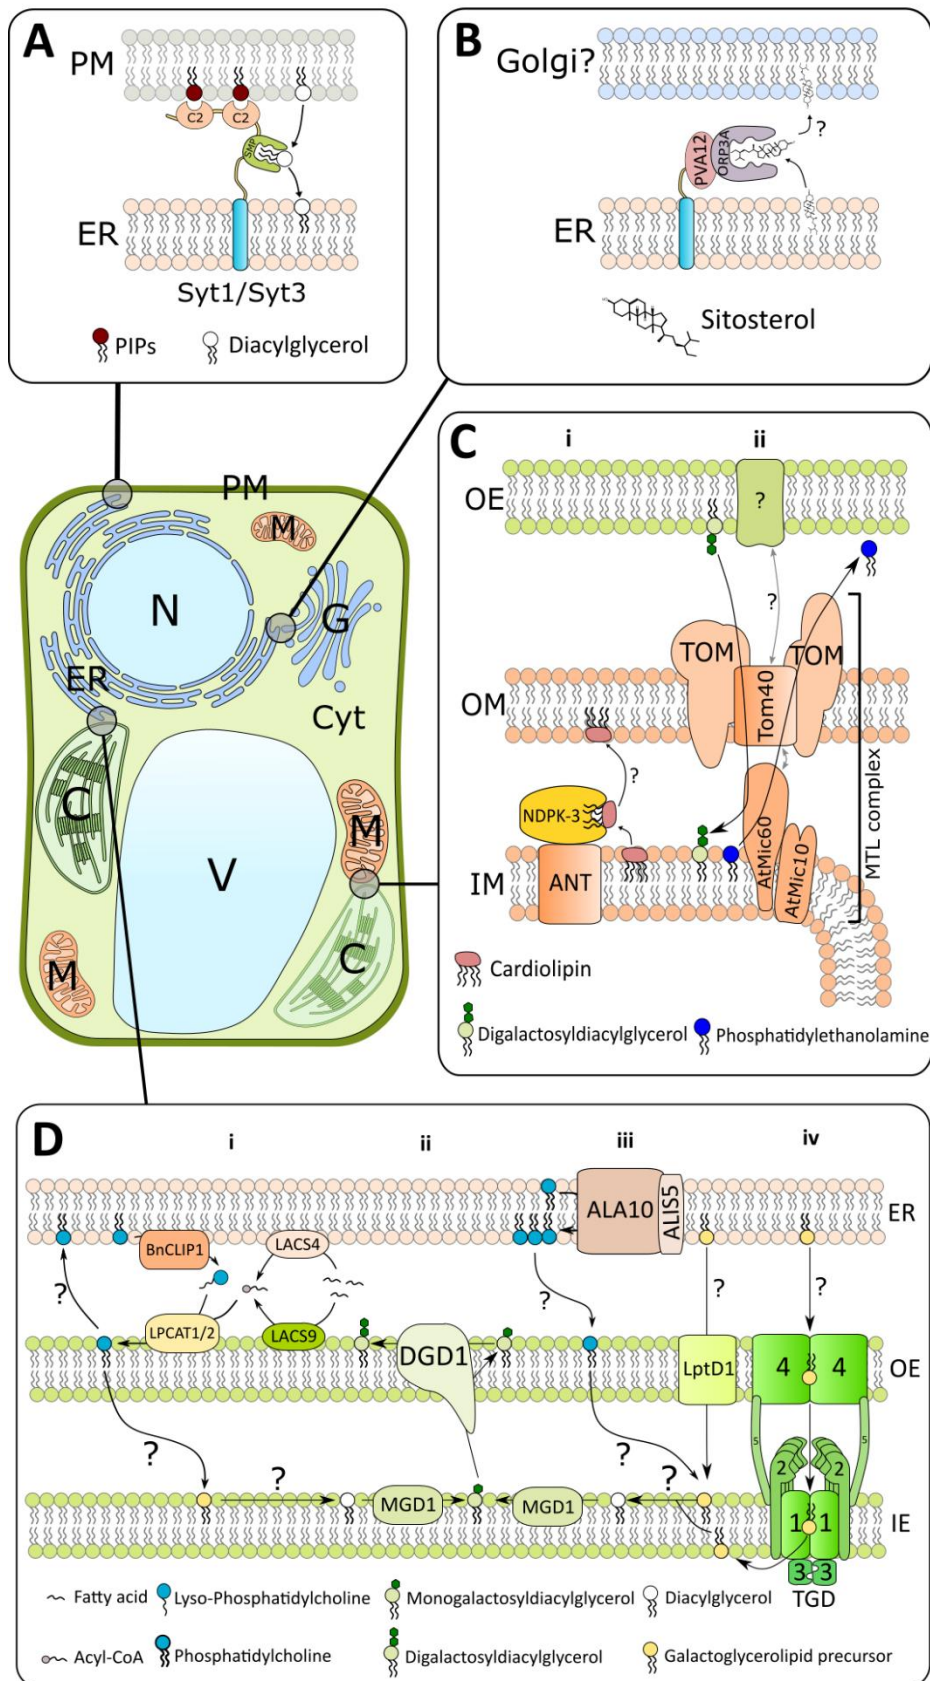 A
PM
C2
C2
SMP
ER
Syt1/Syt3
PIPs
Diacylglycerol
B
Golgi?
?
PVA12
ORP3A
ER
Sitosterol
PM
M
N
G
ER
Cyt
C
V
M
M
C
C
i
ii
OE
?
?
TOM
TOM
OM
Tom40
?
NDPK-3
AtMic60
AtMic10
MTL complex
IM
ANT
Cardiolipin
Digalactosyldiacylglycerol
Phosphatidylethanolamine
D
i
ii
iii
iv
ER
ALA10
ALIS5
BnCLIP1
LACS4
?
?
?
?
LPCAT1/2
LACS9
DGD1
LptD1
4
4
OE
5
5
?
?
?
?
2
2
MGD1
MGD1
1
1
IE
3
3
TGD
Fatty acid
Lyso-Phosphatidylcholine
Monogalactosyldiacylglycerol
Diacylglycerol
Acyl-CoA
Phosphatidylcholine
Digalactosyldiacylglycerol
Galactoglycerolipid precursor